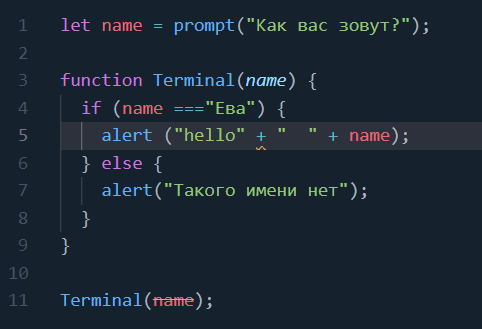 1 let name = prompt("Как вас зовут?");
2
3 function Terminal(name) {
4 if (name ==="Ева") {
5 alert ("hello" + "  " + name);
6 } else {
7 alert("Такого имени нет");
8 }
9 }
10
11 Terminal(name);